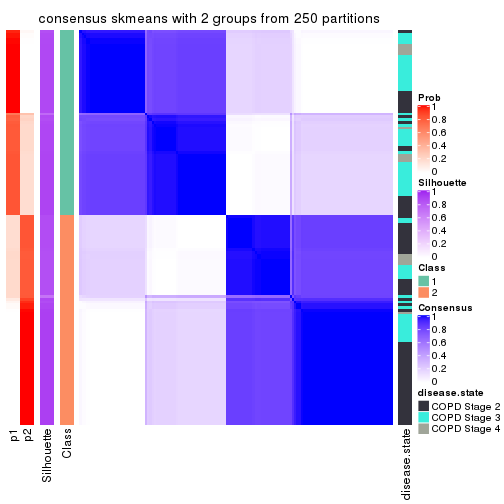 consensus skmeans with 2 groups from 250 partitions
Prob
1
0.8
0.6
0.4
0.2
0
Silhouette
1
0.8
0.6
0.4
0.2
0
Class
1
2
Consensus
1
0.8
0.6
0.4
0.2
0
disease.state
COPD Stage 2
COPD Stage 3
COPD Stage 4
p1
p2
Silhouette
Class
disease.state